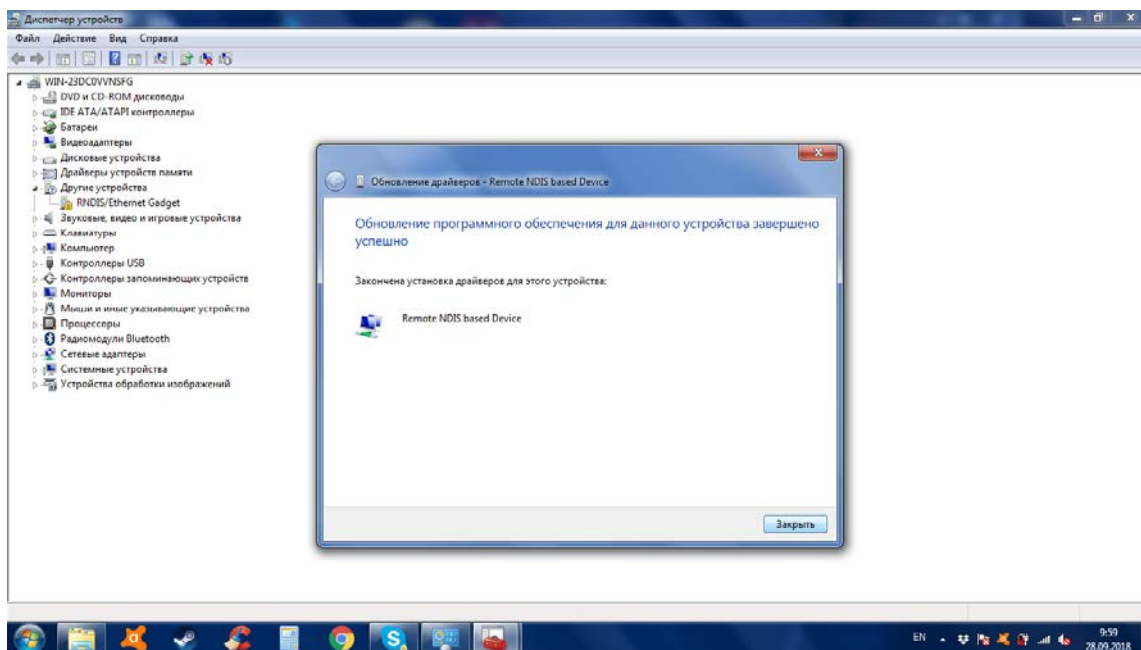 Диспетчер устройств
Файл Действие Вид Справка
WIN-23DC0VVNSFG
DVD и CD-ROM дисководы
IDE ATA/ATAPI контроллеры
Батареи
Видеоадаптеры
Дисковые устройства
Драйверы устройств памяти
Другие устройства
RNDIS/Ethernet Gadget
Звуковые, видео и игровые устройства
Клавиатуры
Компьютер
Контроллеры USB
Контроллеры запоминающих устройств
Мониторы
Мыши и иные указывающие устройства
Процессоры
Радиомодули Bluetooth
Сетевые адаптеры
Системные устройства
Устройства обработки изображений
Обновление драйверов - Remote NDIS based Device
Обновление программного обеспечения для данного устройства завершено
успешно
Закончена установка драйверов для этого устройства:
Remote NDIS based Device
Закрыть
EN
9:59
28.09.2018